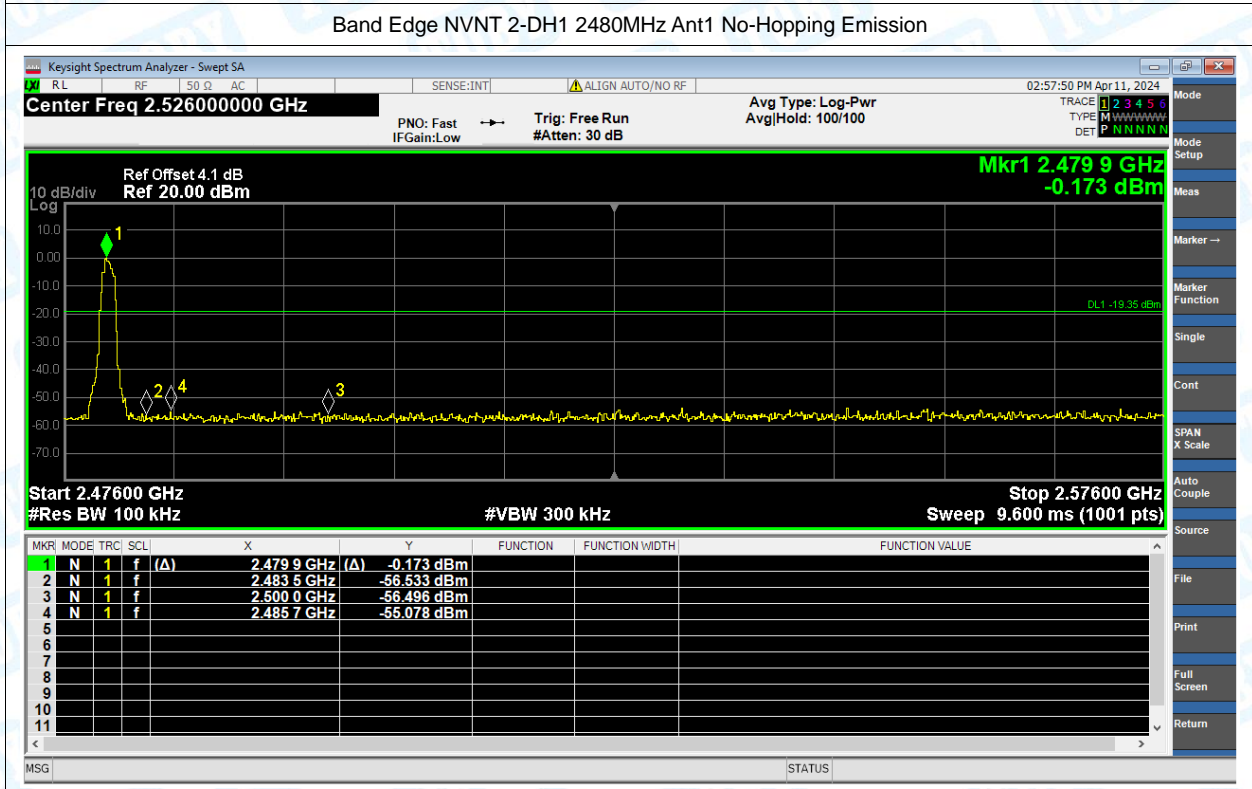 Band Edge NVNT 2-DH1 2480MHz Ant1 No-Hopping Emission
Keysight Spectrum Analyzer - Swept SA
LXI RL RF 50 Ω AC SENSE:INT ALIGN AUTO/NO RF 02:57:50 PM Apr 11, 2024
Center Freq 2.526000000 GHz
PNO: Fast
IFGain:Low
Trig: Free Run
#Atten: 30 dB
Avg Type: Log-Pwr
Avg|Hold: 100/100
TRACE 1 2 3 4 5 6
TYPE M WWWWW
DET P N N N N N
Mkr1 2.479 9 GHz
-0.173 dBm
Ref Offset 4.1 dB
10 dB/div Ref 20.00 dBm
Log
10.0
0.00
-10.0
-20.0
-30.0
-40.0
-50.0
-60.0
-70.0
1
2
4
3
DL1 -19.35 dBm
Start 2.47600 GHz Stop 2.57600 GHz
#Res BW 100 kHz #VBW 300 kHz Sweep 9.600 ms (1001 pts)
MKR MODE TRC SCL X Y FUNCTION FUNCTION WIDTH FUNCTION VALUE
1 N 1 f (Δ) 2.479 9 GHz (Δ) -0.173 dBm
2 N 1 f 2.483 5 GHz -56.533 dBm
3 N 1 f 2.500 0 GHz -56.496 dBm
4 N 1 f 2.485 7 GHz -55.078 dBm
5
6
7
8
9
10
11
MSG STATUS
Mode
Mode Setup
Meas
Marker →
Marker Function
Single
Cont
SPAN X Scale
Auto Couple
Source
File
Print
Full Screen
Return